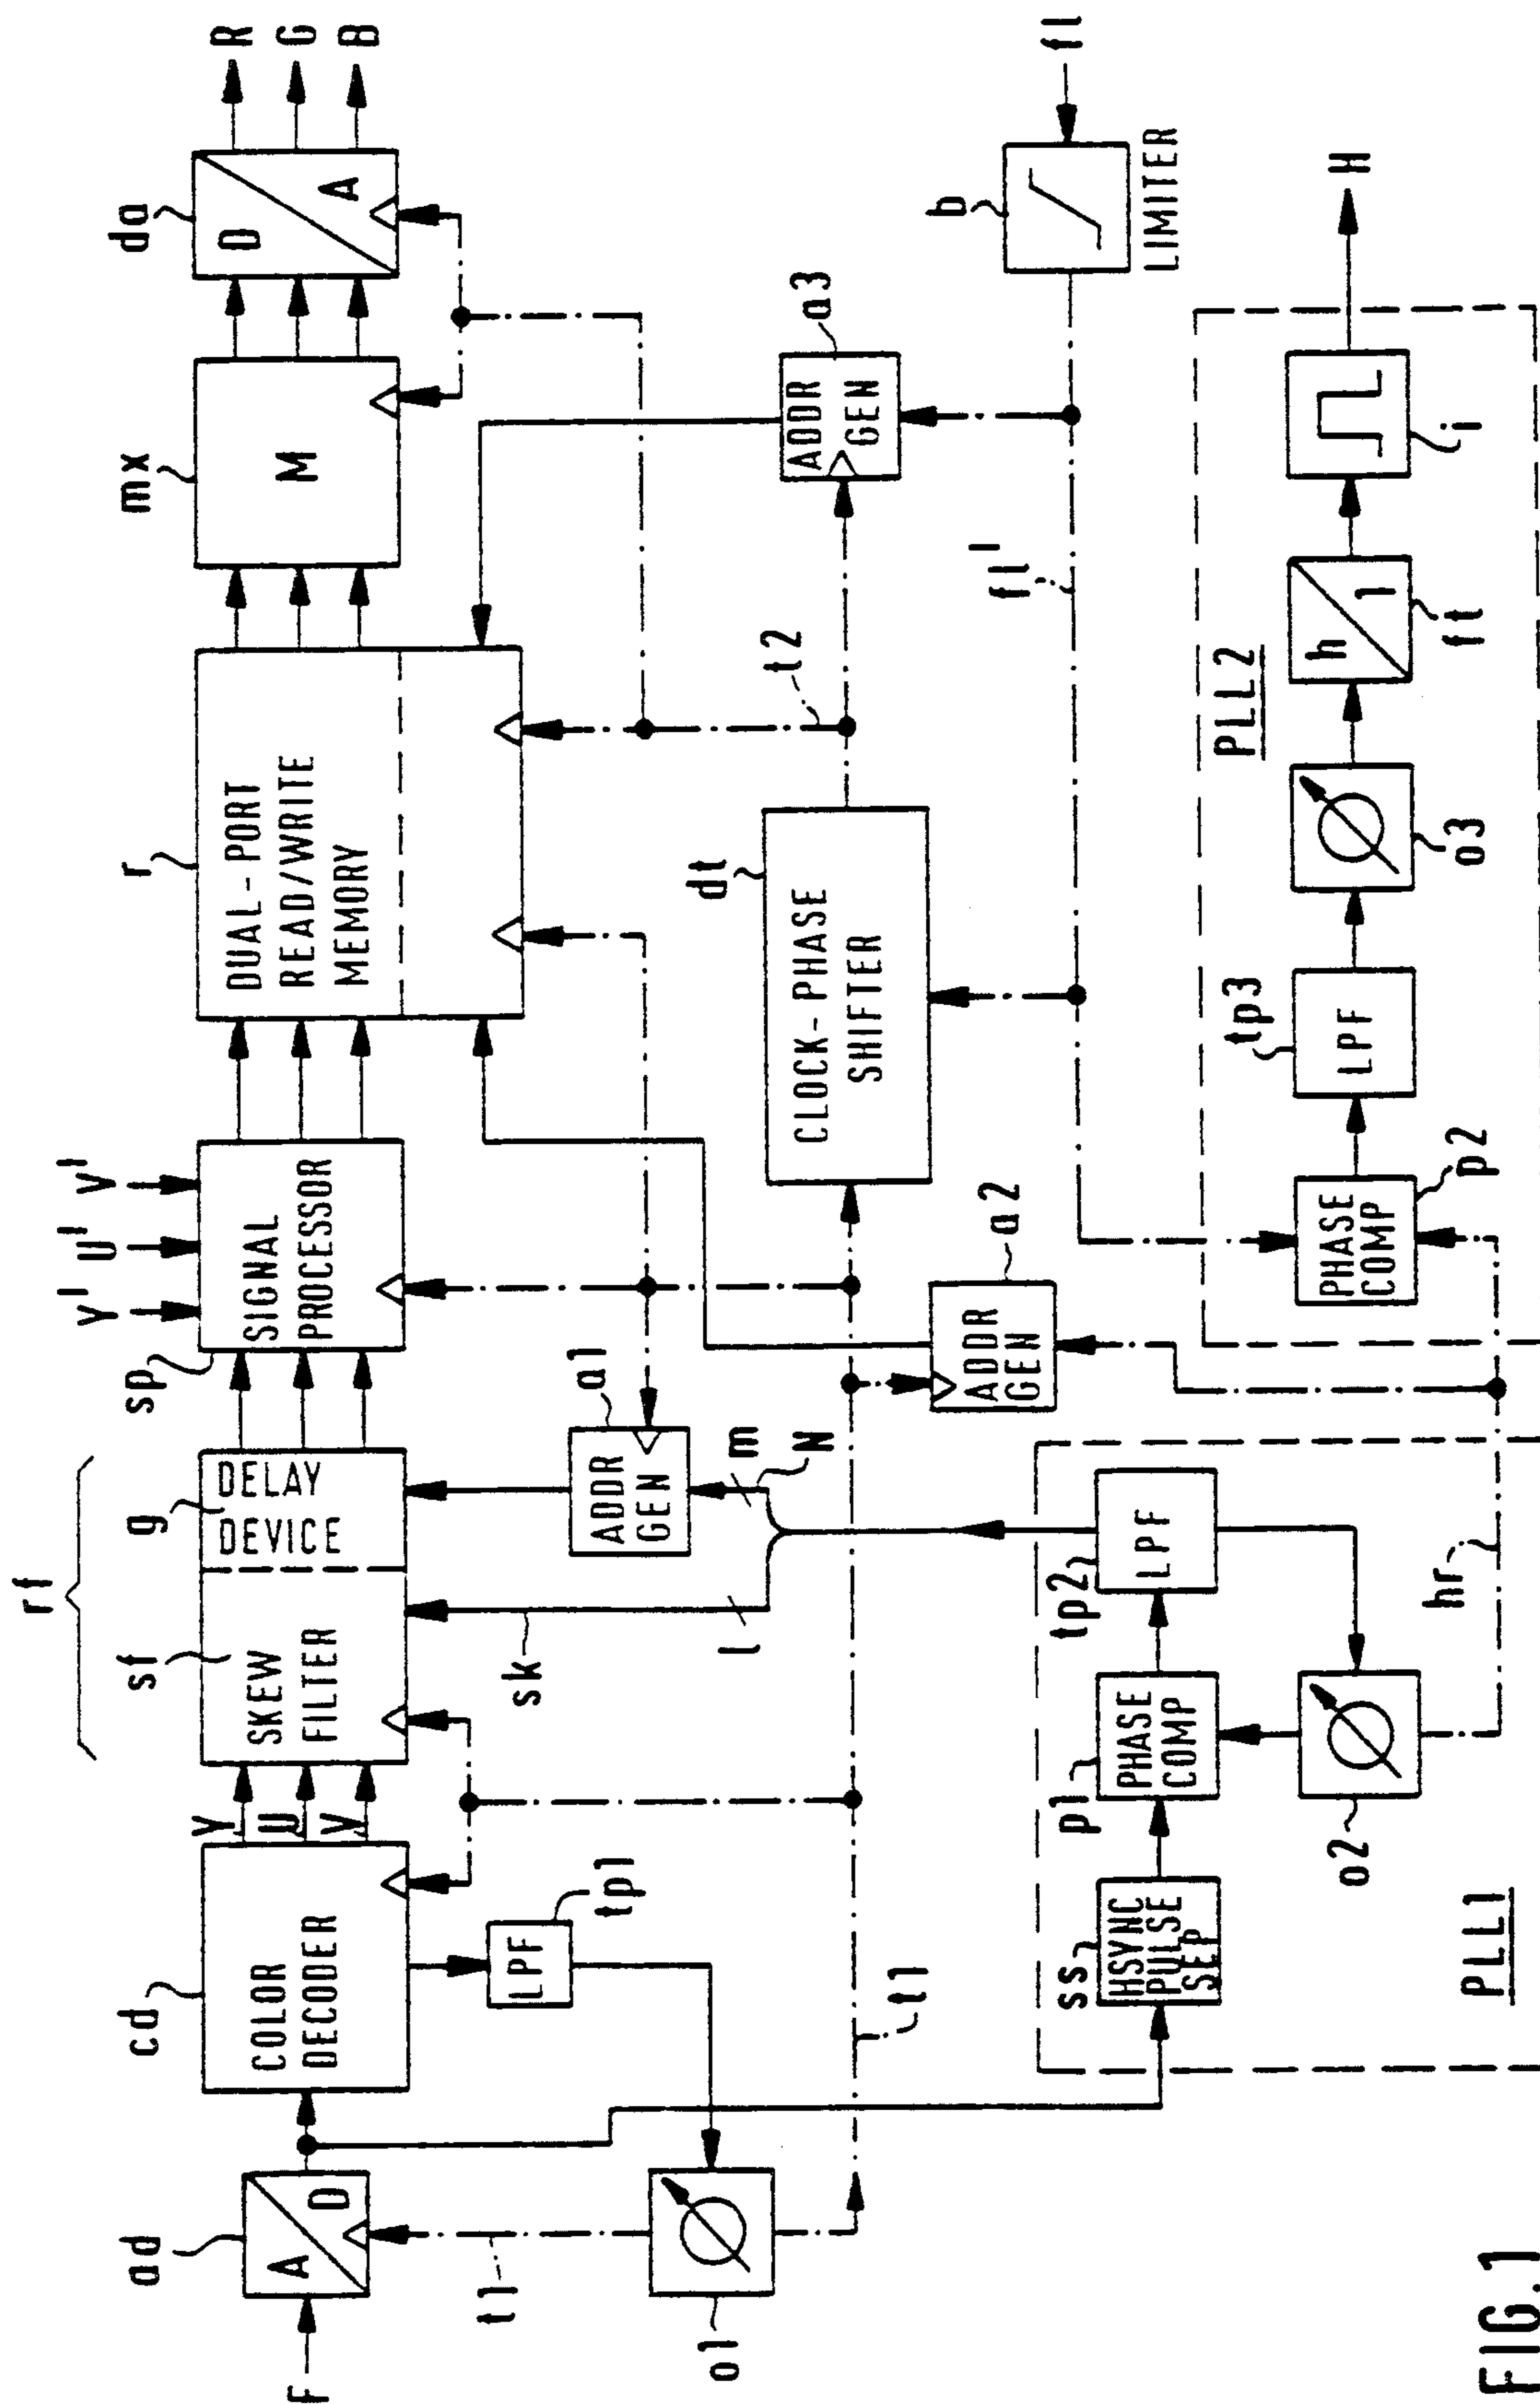 F
ad
A
D
t1
o1
cd
COLOR
DECODER
LPF
tp1
Y
U
V
rf
sf
SKEW
FILTER
g
DELAY
DEVICE
sk
l
m
N
a1
ADDR
GEN
sp
SIGNAL
PROCESSOR
Y'
U'
V'
r
DUAL-PORT
READ/WRITE
MEMORY
mx
M
da
D
A
R
G
B
t1
dt
CLOCK-PHASE
SHIFTER
t2
a2
ADDR
GEN
a3
ADDR
GEN
fl'
b
LIMITER
fl
ss
HSYNC
PULSE
SEP
p1
PHASE
COMP
tp2
LPF
o2
hr
PLL1
PLL2
PHASE
COMP
p2
tp3
LPF
o3
h
1
ft
i
H
FIG.1